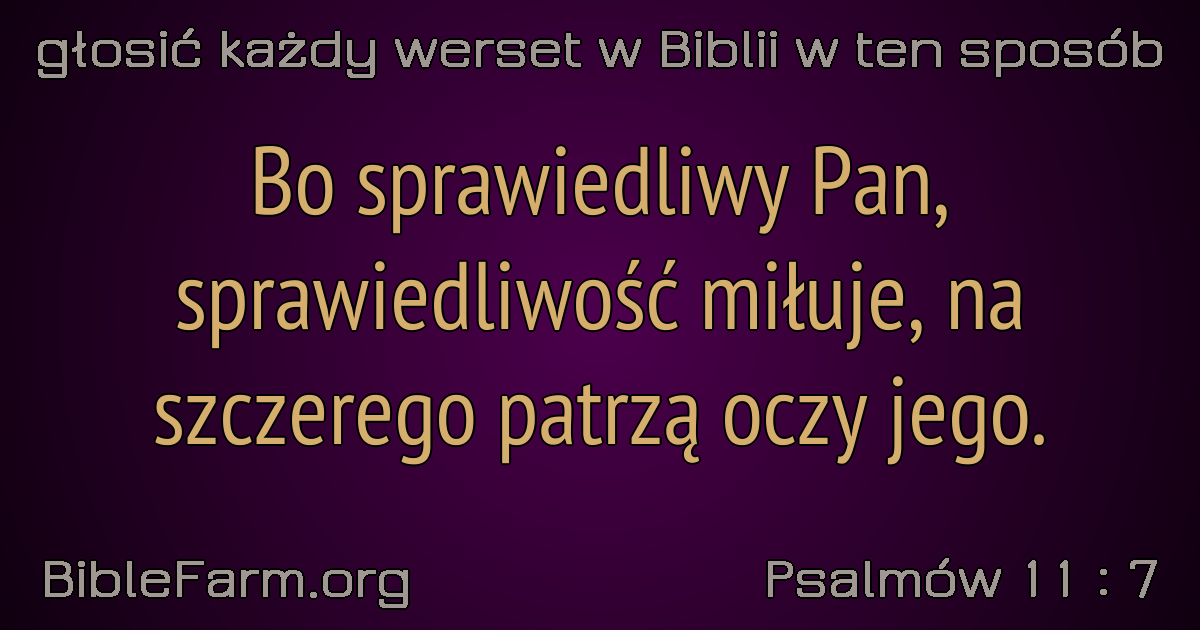 głosić każdy werset w Biblii w ten sposób
Bo sprawiedliwy Pan,
sprawiedliwość miłuje, na
szczerego patrzą oczy jego.
BibleFarm.org
Psalmów 11 : 7